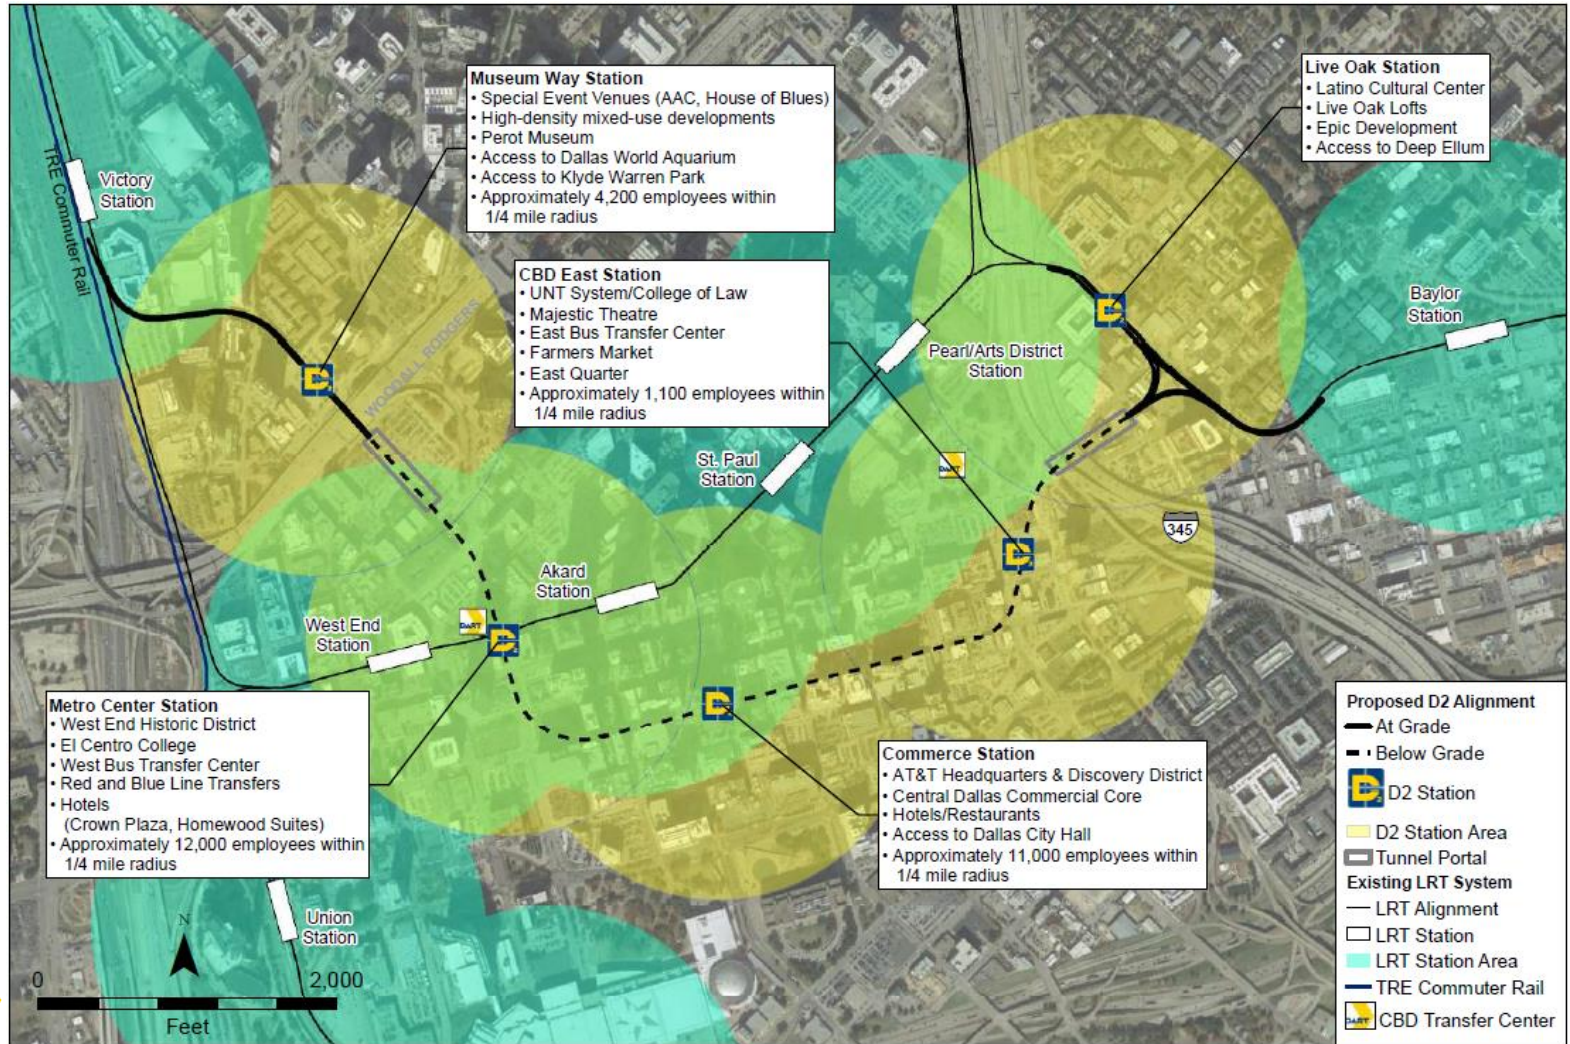 Museum Way Station
• Special Event Venues (AAC, House of Blues)
• High-density mixed-use developments
• Perot Museum
• Access to Dallas World Aquarium
• Access to Klyde Warren Park
• Approximately 4,200 employees within
1/4 mile radius
Live Oak Station
• Latino Cultural Center
• Live Oak Lofts
• Epic Development
• Access to Deep Ellum
Victory
Station
TRE Commuter Rail
WOODALL RODGERS
CBD East Station
• UNT System/College of Law
• Majestic Theatre
• East Bus Transfer Center
• Farmers Market
• East Quarter
• Approximately 1,100 employees within
1/4 mile radius
Baylor
Station
Pearl/Arts District
Station
St. Paul
Station
DART
345
Akard
Station
West End
Station
DART
Metro Center Station
• West End Historic District
• El Centro College
• West Bus Transfer Center
• Red and Blue Line Transfers
• Hotels
(Crown Plaza, Homewood Suites)
• Approximately 12,000 employees within
1/4 mile radius
Commerce Station
• AT&T Headquarters & Discovery District
• Central Dallas Commercial Core
• Hotels/Restaurants
• Access to Dallas City Hall
• Approximately 11,000 employees within
1/4 mile radius
Union
Station
N
0 2,000
Feet
Proposed D2 Alignment
At Grade
Below Grade
D2 D2 Station
D2 Station Area
Tunnel Portal
Existing LRT System
LRT Alignment
LRT Station
LRT Station Area
TRE Commuter Rail
DART CBD Transfer Center